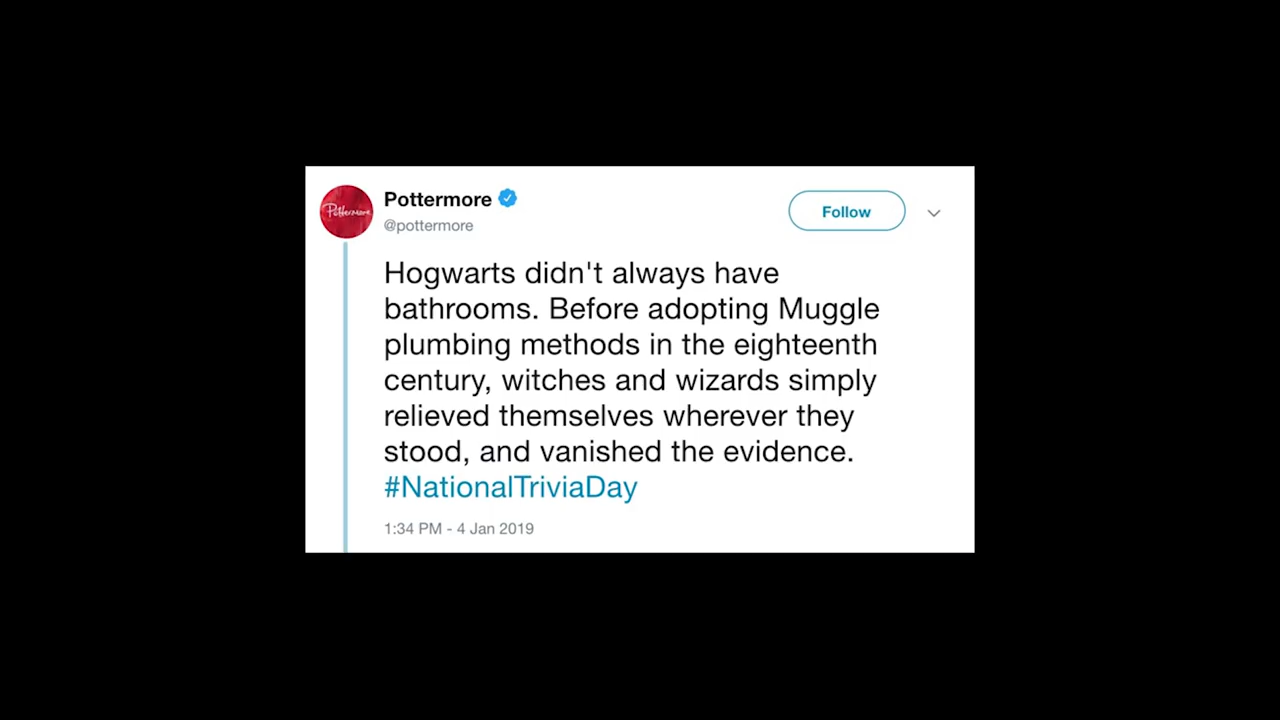 Pottermore
Pottermore
@pottermore
Follow
Hogwarts didn't always have
bathrooms. Before adopting Muggle
plumbing methods in the eighteenth
century, witches and wizards simply
relieved themselves wherever they
stood, and vanished the evidence.
#NationalTriviaDay
1:34 PM - 4 Jan 2019